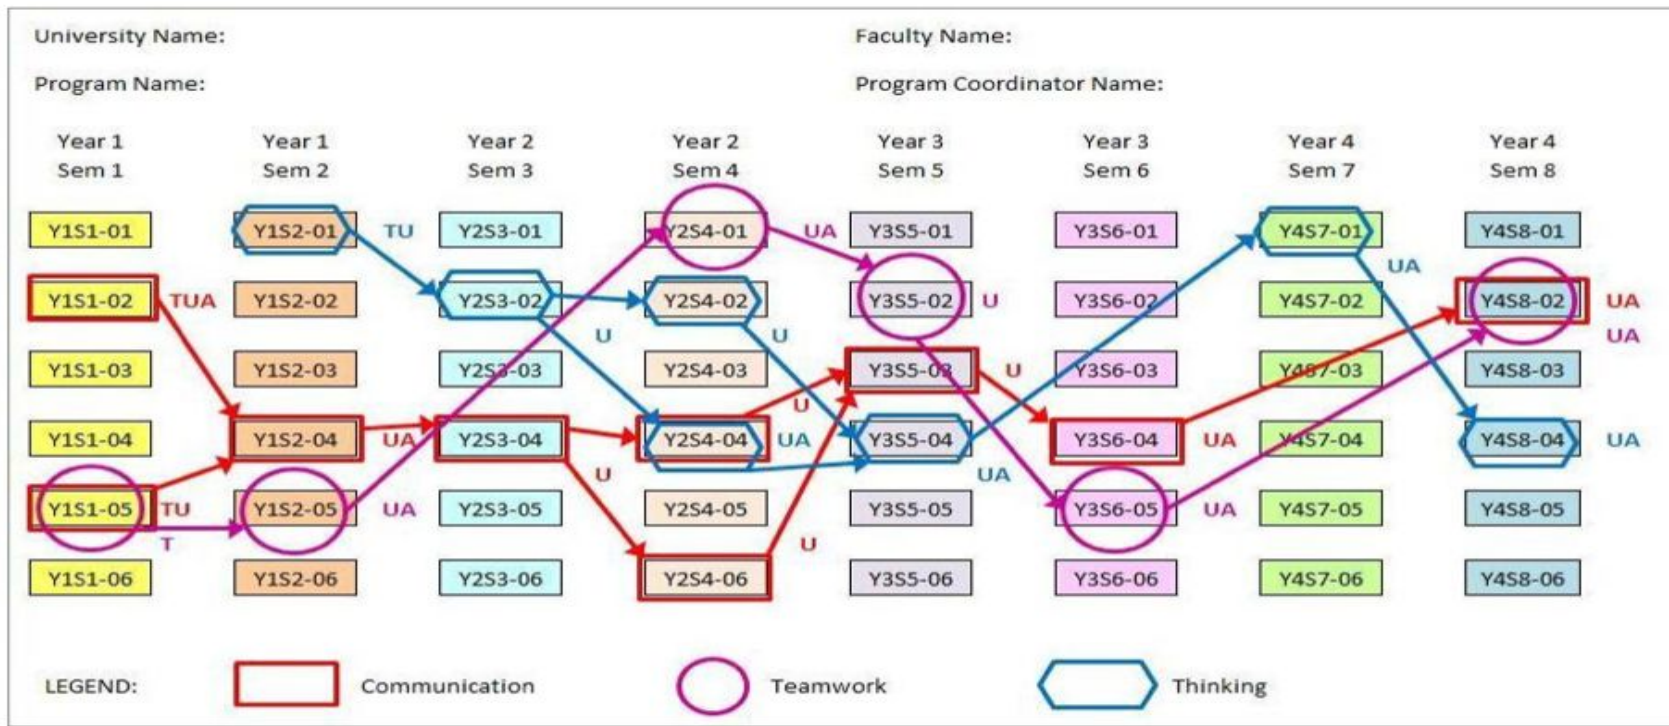 University Name: Faculty Name:
Program Name: Program Coordinator Name:
Year 1 Year 1 Year 2 Year 2 Year 3 Year 3 Year 4 Year 4
Sem 1 Sem 2 Sem 3 Sem 4 Sem 5 Sem 6 Sem 7 Sem 8
Y1S1-01 Y1S2-01 TU Y2S3-01 Y2S4-01 UA Y3S5-01 Y3S6-01 Y4S7-01 Y4S8-01
UA
Y1S1-02 TUA Y1S2-02 Y2S3-02 Y2S4-02 Y3S5-02 U Y3S6-02 Y4S7-02 Y4S8-02 UA
U U UA
Y1S1-03 Y1S2-03 Y2S3-03 Y2S4-03 Y3S5-03 U Y3S6-03 Y4S7-03 Y4S8-03
U
Y1S1-04 Y1S2-04 UA Y2S3-04 Y2S4-04 UA Y3S5-04 Y3S6-04 UA Y4S7-04 Y4S8-04 UA
U UA
Y1S1-05 TU Y1S2-05 UA Y2S3-05 Y2S4-05 Y3S5-05 Y3S6-05 UA Y4S7-05 Y4S8-05
T U
Y1S1-06 Y1S2-06 Y2S3-06 Y2S4-06 Y3S5-06 Y3S6-06 Y4S7-06 Y4S8-06
LEGEND: Communication Teamwork Thinking